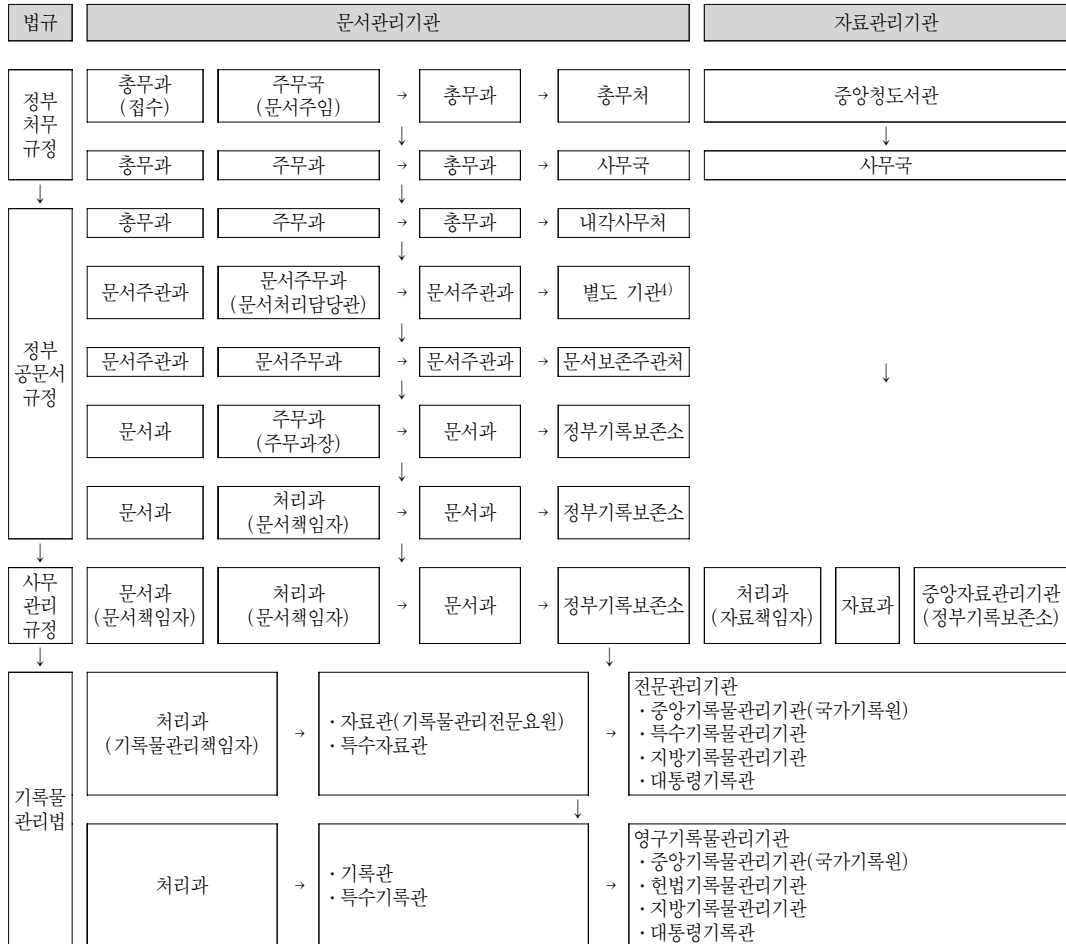 법규
문서관리기관
자료관리기관
정부
처무
규정
총무과
(접수)
주무국
(문서주임)
→
총무과
→
총무처
중앙청도서관
↓
↓
총무과
주무과
→
총무과
→
사무국
사무국
↓
↓
정부
공문서
규정
총무과
주무과
→
총무과
→
내각사무처
↓
문서주관과
문서주무과
(문서처리담당관)
→
문서주관과
→
별도 기관4)
↓
문서주관과
문서주무과
→
문서주관과
→
문서보존주관처
↓
↓
문서과
주무과
(주무과장)
→
문서과
→
정부기록보존소
↓
문서과
처리과
(문서책임자)
→
문서과
→
정부기록보존소
↓
↓
사무
관리
규정
문서과
(문서책임자)
처리과
(문서책임자)
→
문서과
→
정부기록보존소
처리과
(자료책임자)
자료과
중앙자료관리기관
(정부기록보존소)
↓
↓
기록물
관리법
처리과
(기록물관리책임자)
→
·자료관(기록물관리전문요원)
·특수자료관
→
전문관리기관
·중앙기록물관리기관(국가기록원)
·특수기록물관리기관
·지방기록물관리기관
·대통령기록관
↓
처리과
→
·기록관
·특수기록관
→
영구기록물관리기관
·중앙기록물관리기관(국가기록원)
·헌법기록물관리기관
·지방기록물관리기관
·대통령기록관